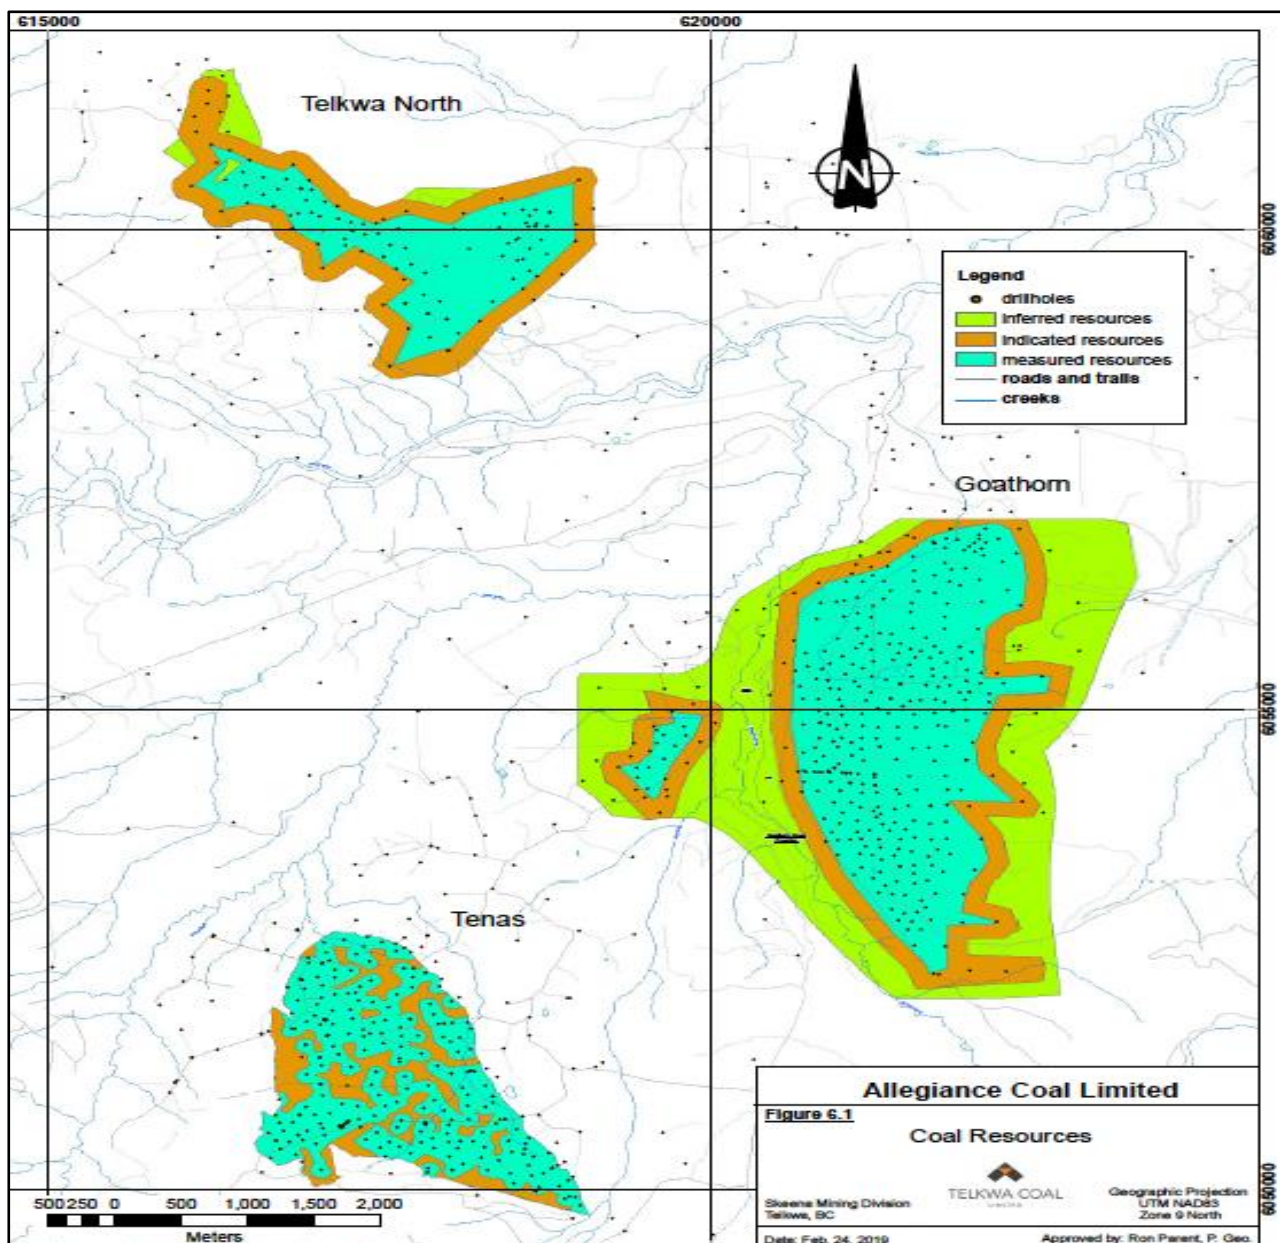 615000
620000
Telkwa North
N
6060000
Legend
drillholes
inferred resources
indicated resources
measured resources
roads and trails
creeks
Goathorn
6055000
Tenas
Allegiance Coal Limited
Figure 6.1
Coal Resources
TELKWA COAL
LIMITED
Skeena Mining Division
Telkwa, BC
Geographic Projection
UTM NAD83
Zone 9 North
6050000
500 250 0 500 1,000 1,500 2,000
Meters
Date: Feb. 24, 2019
Approved by: Ron Parent, P. Geo.